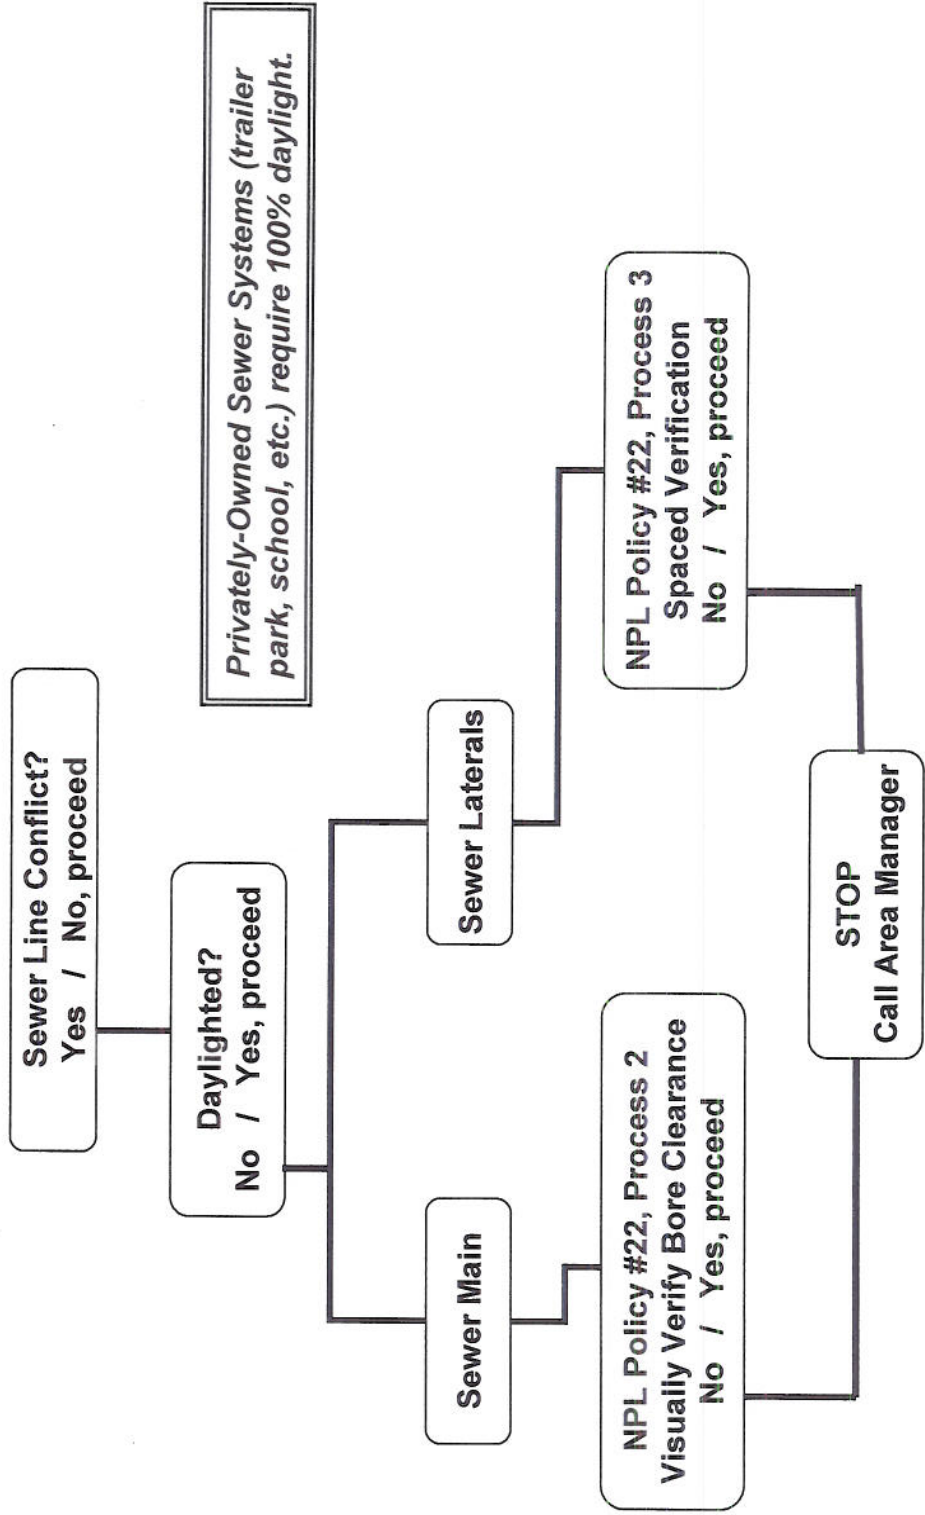 Sewer Line Conflict?
Yes / No, proceed
Privately-Owned Sewer Systems (trailer
park, school, etc.) require 100% daylight.
Daylighted?
No / Yes, proceed
Sewer Main
Sewer Laterals
NPL Policy #22, Process 2
Visually Verify Bore Clearance
No / Yes, proceed
NPL Policy #22, Process 3
Spaced Verification
No / Yes, proceed
STOP
Call Area Manager